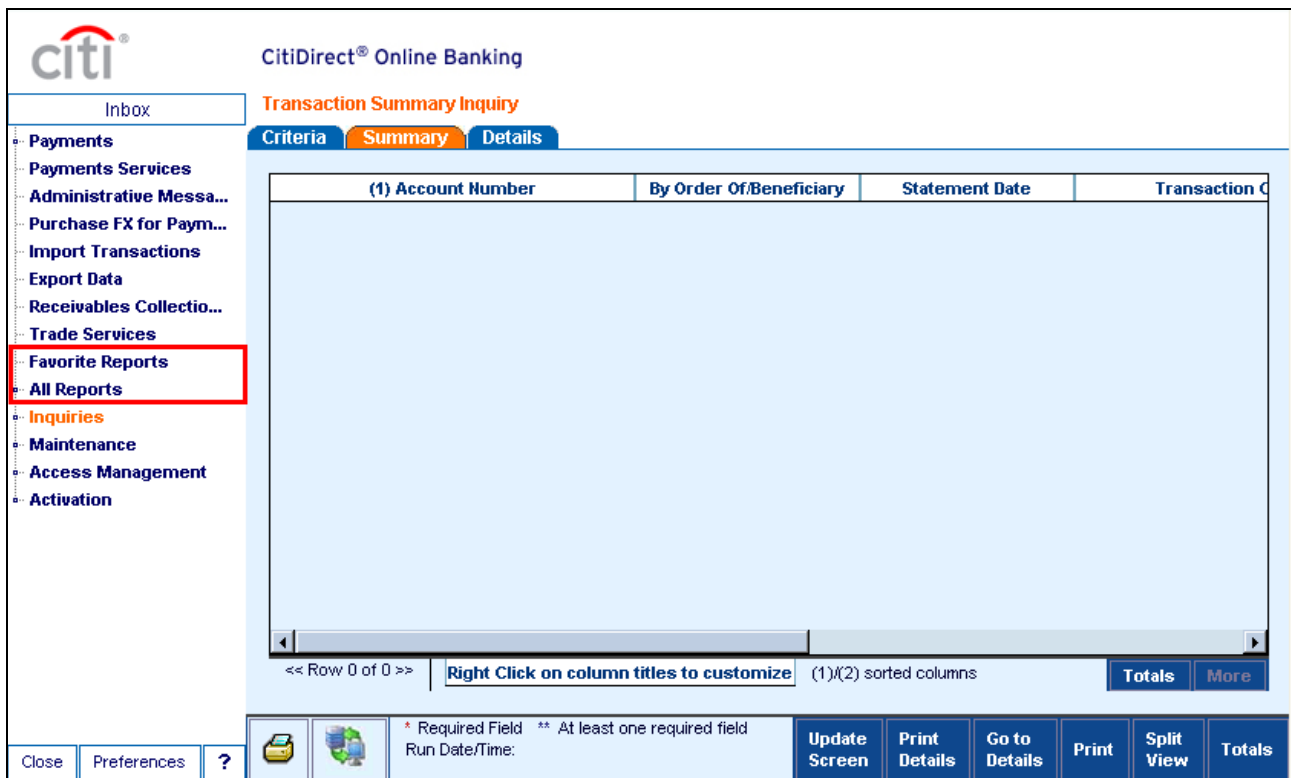 citi®
CitiDirect® Online Banking
Inbox
Payments
Payments Services
Administrative Messa...
Purchase FX for Paym...
Import Transactions
Export Data
Receivables Collectio...
Trade Services
Favorite Reports
All Reports
Inquiries
Maintenance
Access Management
Activation
Close Preferences ?
Transaction Summary Inquiry
Criteria Summary Details
(1) Account Number By Order Of/Beneficiary Statement Date Transaction C
<< Row 0 of 0 >> Right Click on column titles to customize (1)/(2) sorted columns Totals More
* Required Field ** At least one required field
Run Date/Time:
Update Screen Print Details Go to Details Print Split View Totals